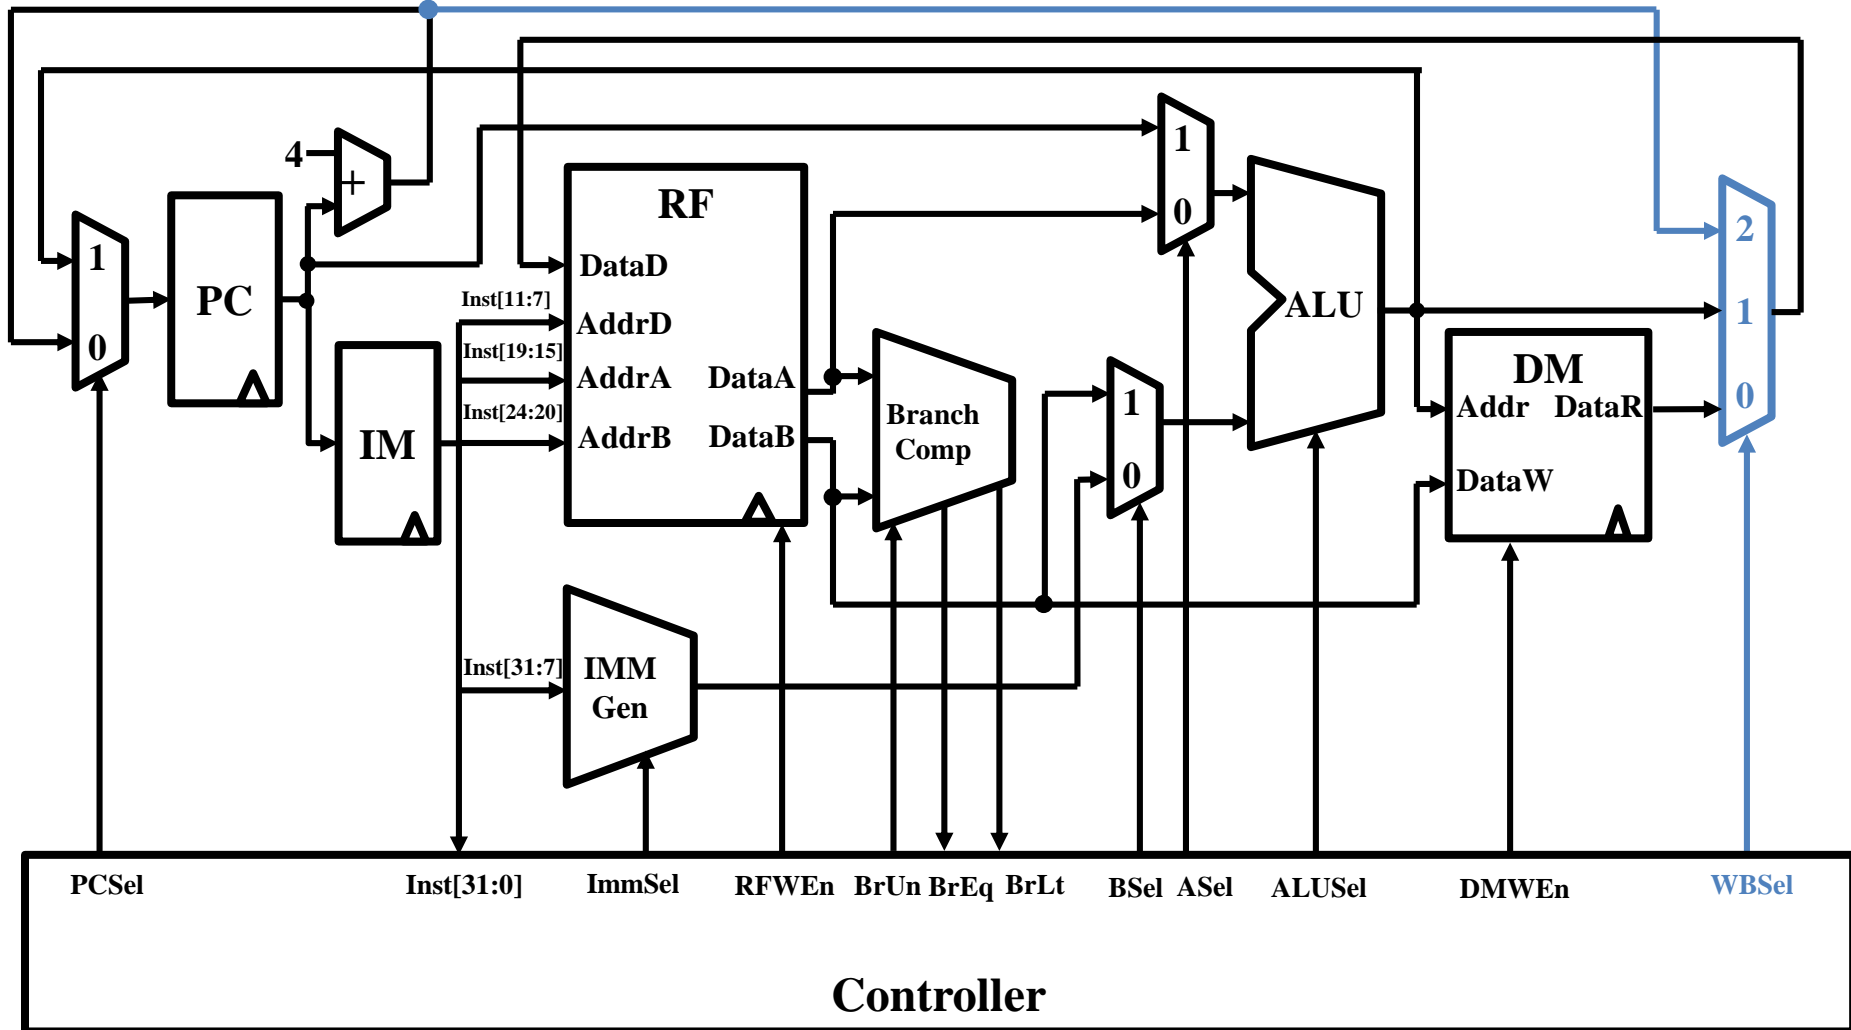 4
+
1
0
PC
IM
Inst[11:7]
Inst[19:15]
Inst[24:20]
Inst[31:7]
RF
DataD
AddrD
AddrA
AddrB
DataA
DataB
IMM
Gen
Branch
Comp
1
0
1
0
ALU
DM
Addr
DataR
DataW
2
1
0
PCSel
Inst[31:0]
ImmSel
RFWEn
BrUn
BrEq
BrLt
BSel
ASel
ALUSel
DMWEn
WBSel
Controller